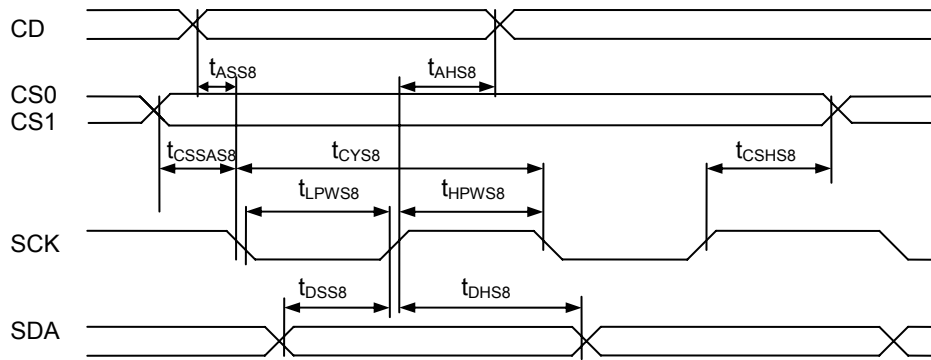 CD
tASS8 tAHS8
CS0
CS1
tCSSAS8 tCYS8 tCSHS8
tLPWS8 tHPWS8
SCK
tDSS8 tDHS8
SDA